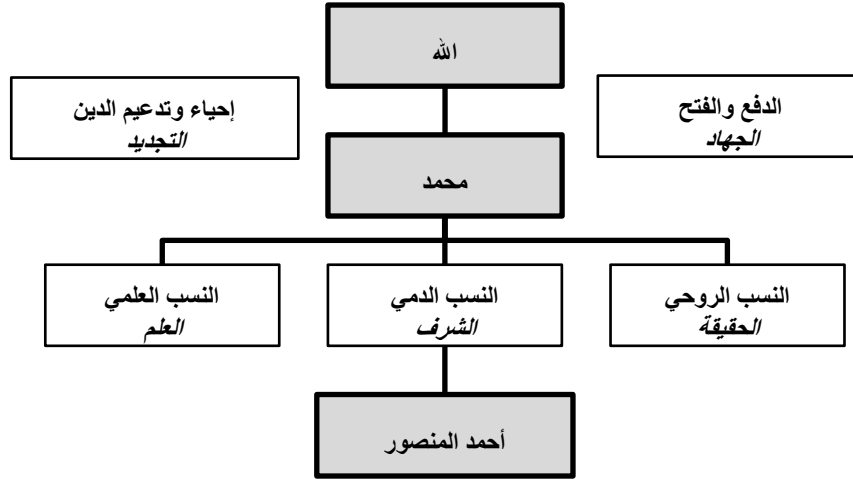 الله
الدفع والفتح
الجهاد
إحياء وتدعيم الدين
التجديد
محمد
النسب الروحي
الحقيقة
النسب الدمي
الشرف
النسب العلمي
العلم
أحمد المنصور